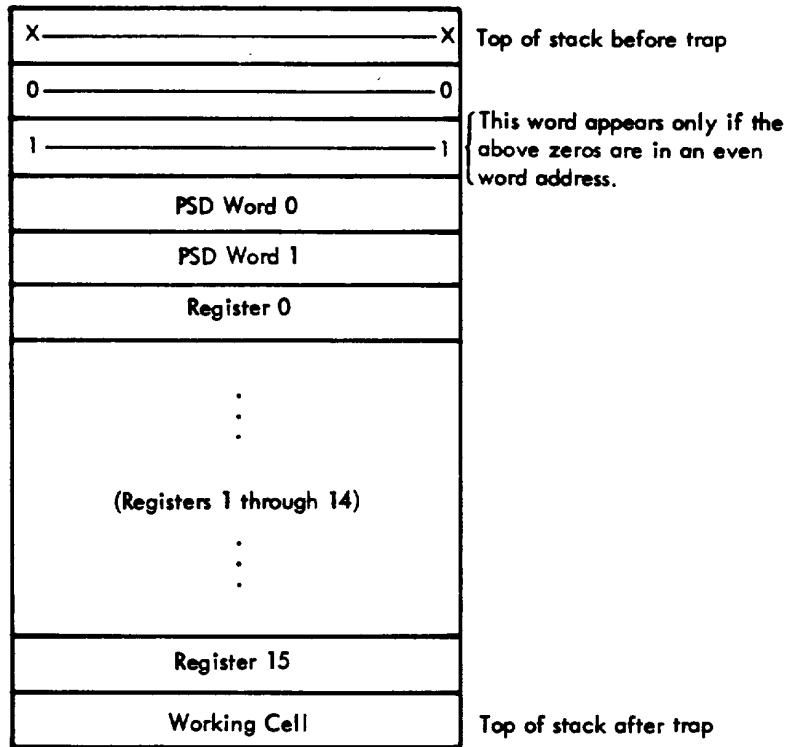 X X Top of stack before trap
0 0
1 1 This word appears only if the
above zeros are in an even
word address.
PSD Word 0
PSD Word 1
Register 0
(Registers 1 through 14)
Register 15
Working Cell Top of stack after trap